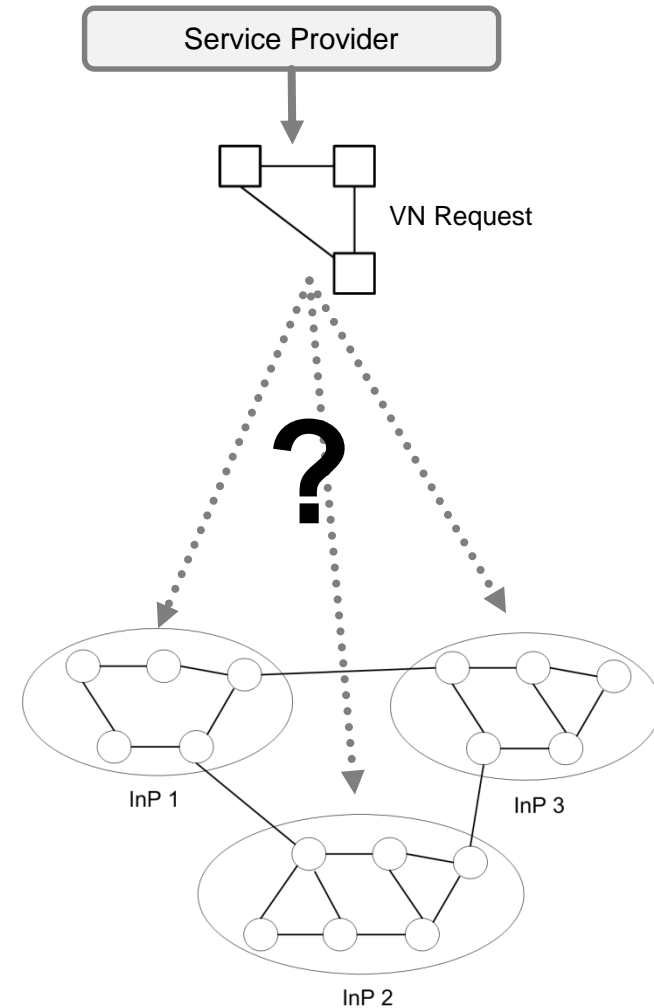 Service Provider
VN Request
?
InP 1
InP 3
InP 2